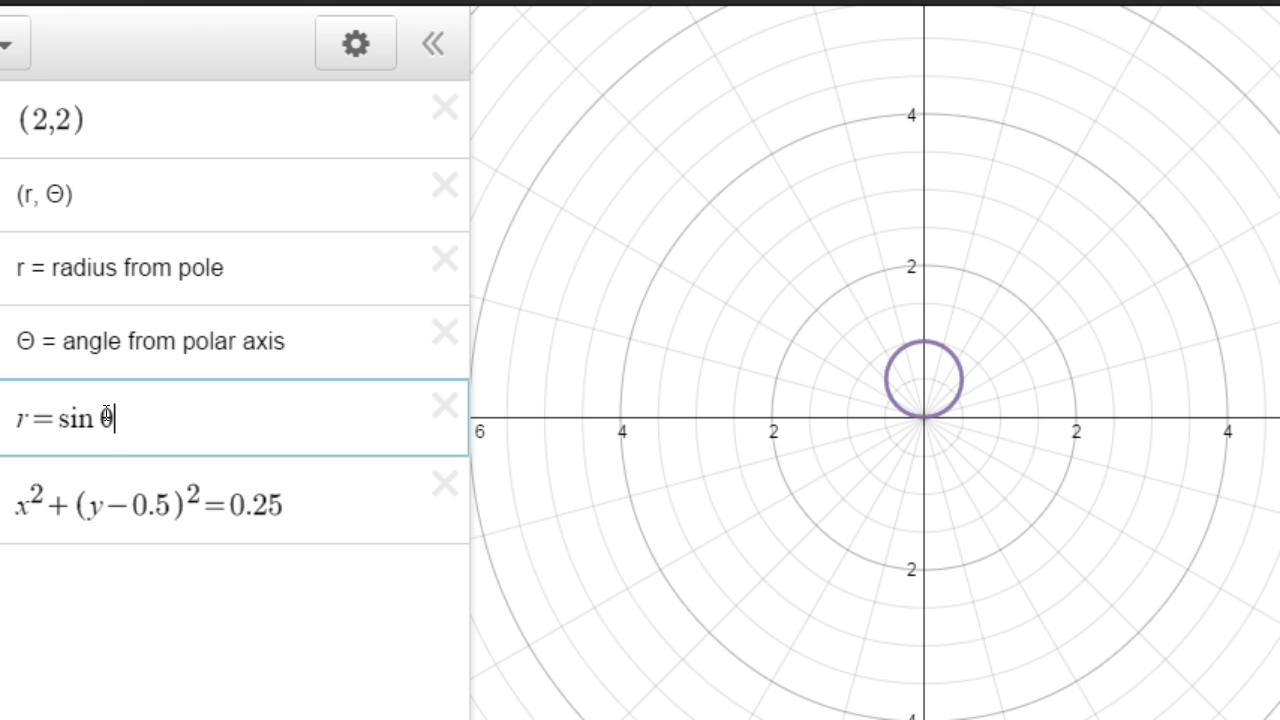 (2,2)
(r, Θ)
r = radius from pole
Θ = angle from polar axis
r = sin θ
x² + (y − 0.5)² = 0.25
4
2
6 4 2 2 4
2
4